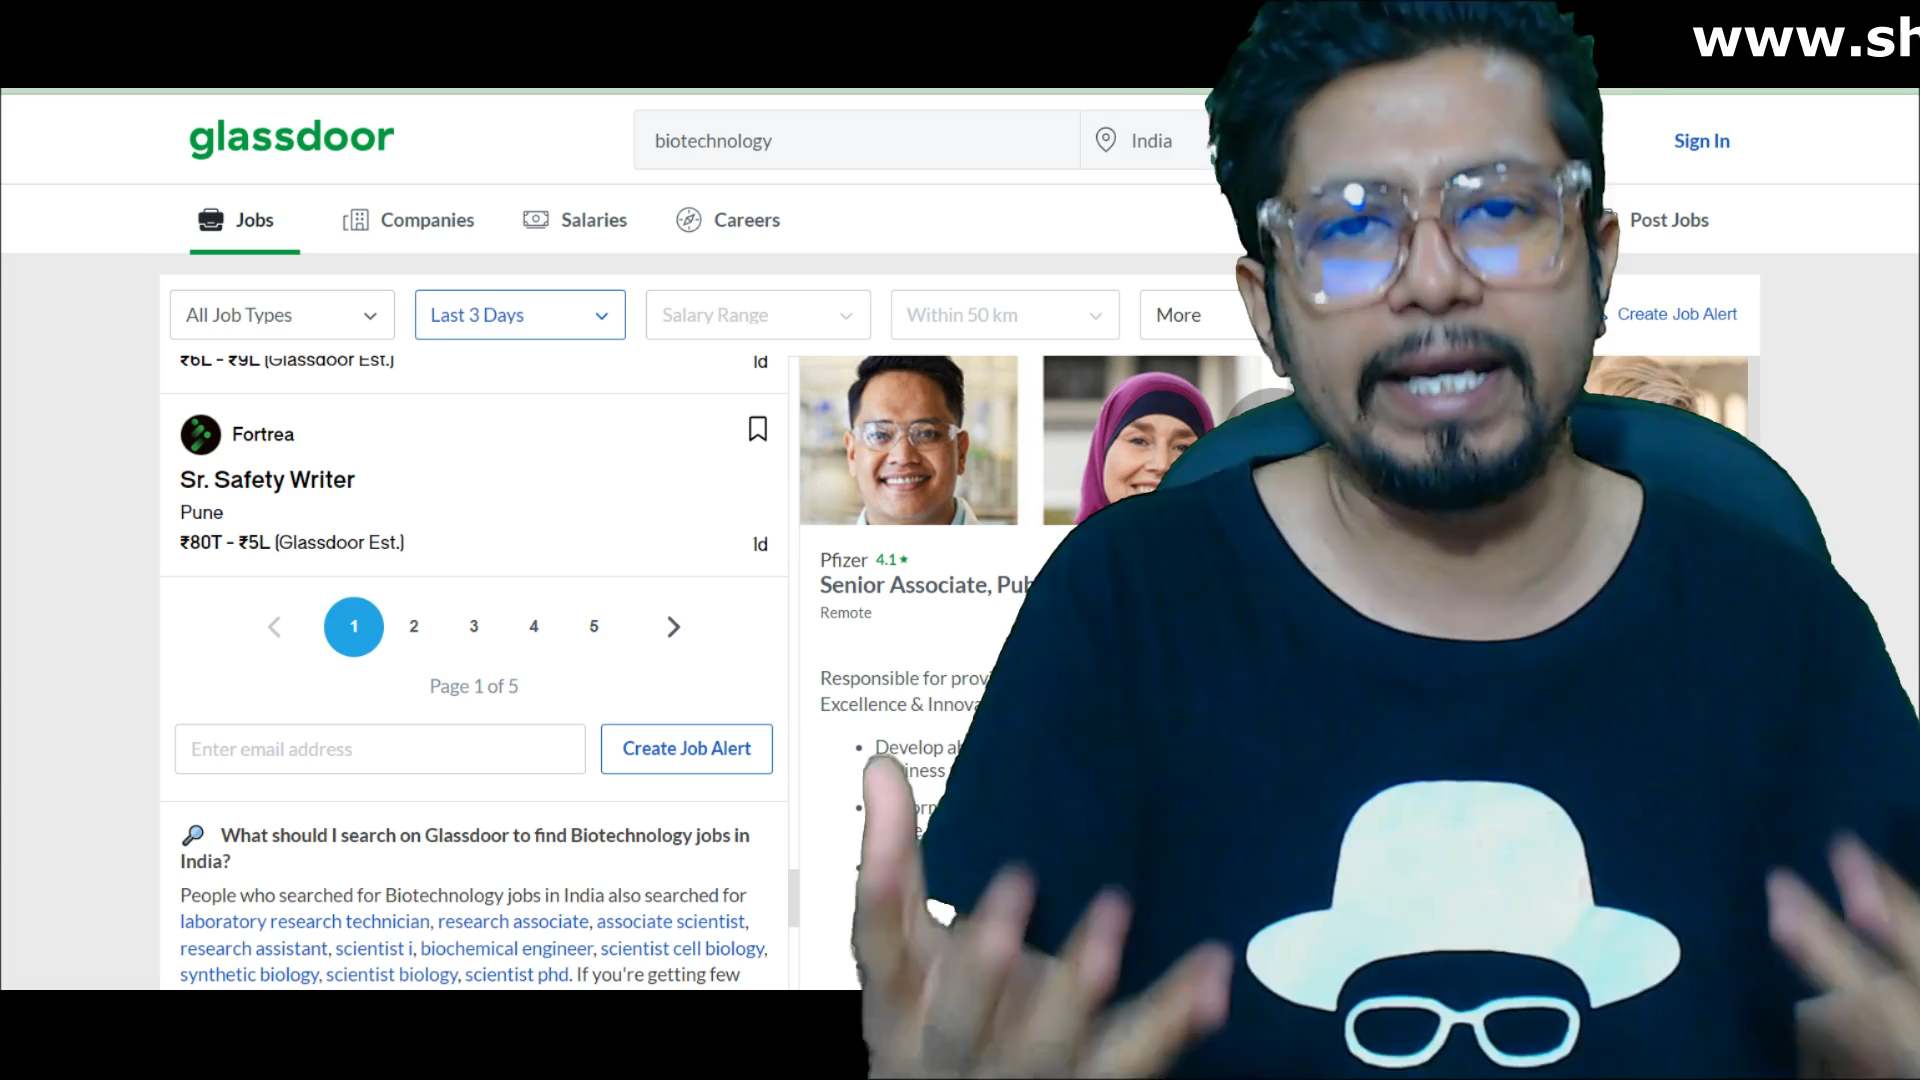 www.sh
glassdoor
biotechnology
India
Sign In
Jobs
Companies
Salaries
Careers
Post Jobs
All Job Types
Last 3 Days
Salary Range
Within 50 km
More
Create Job Alert
₹6L - ₹9L (Glassdoor Est.)
1d
Fortrea
Sr. Safety Writer
Pune
₹80T - ₹5L (Glassdoor Est.)
1d
1 2 3 4 5
Page 1 of 5
Enter email address
Create Job Alert
What should I search on Glassdoor to find Biotechnology jobs in
India?
People who searched for Biotechnology jobs in India also searched for
laboratory research technician, research associate, associate scientist,
research assistant, scientist i, biochemical engineer, scientist cell biology,
synthetic biology, scientist biology, scientist phd. If you're getting few
Pfizer 4.1★
Senior Associate, Pub
Remote
Responsible for provi
Excellence & Innova
Develop